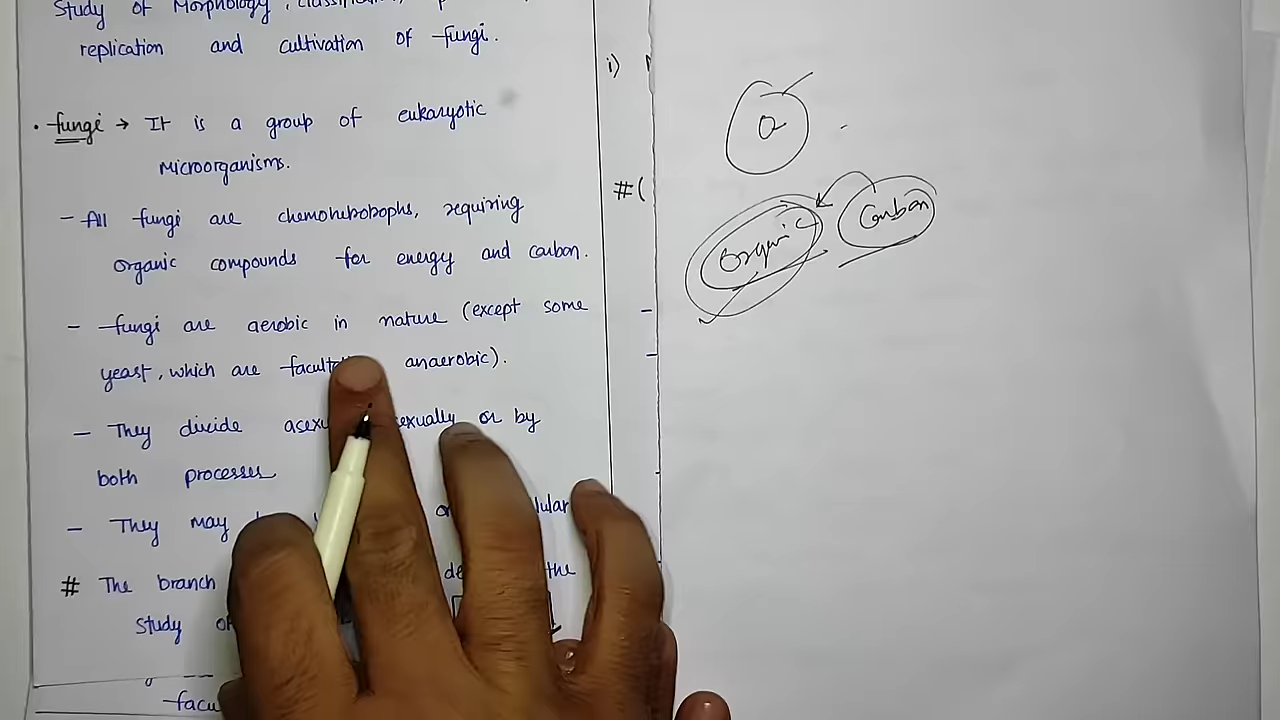 Study of Morphology, 
replication and cultivation of fungi.
• fungi → It is a group of eukaryotic
Microorganisms.
- All fungi are chemoheterotrophs, requiring
organic compounds for energy and carbon.
- fungi are aerobic in nature (except some
yeast, which are anaerobic).
- They divide sexually or by
both processes
- They may
# The branch the
Study of
i)
#(
Organic
Carbon